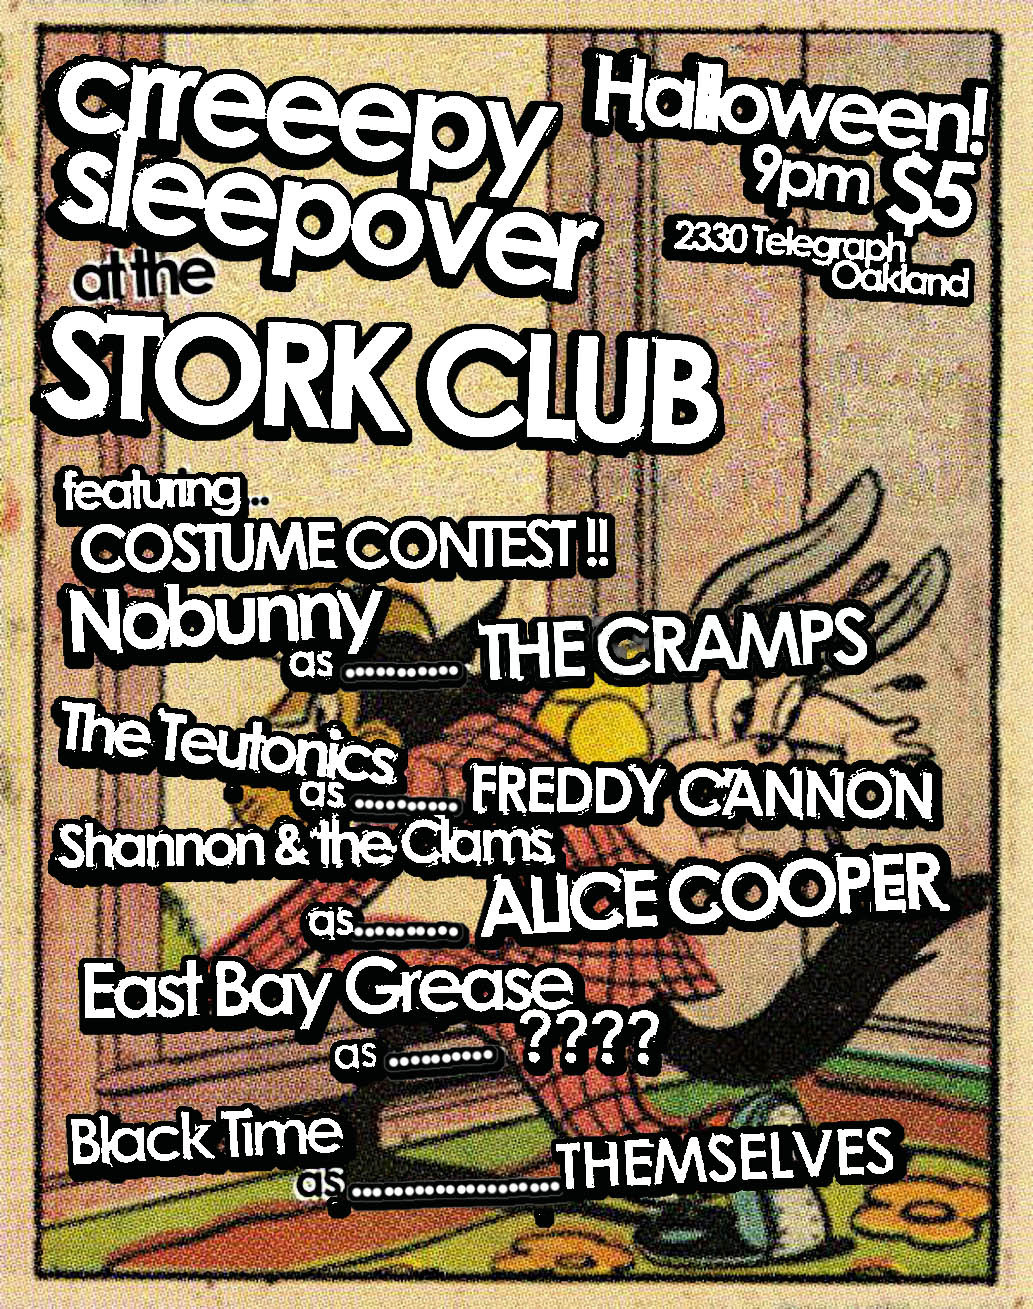 crreeepy
sleepover
at the
STORK CLUB
Halloween!
9pm $5
2330 Telegraph
Oakland
featuring...
COSTUME CONTEST !!
Nobunny
as ........... THE CRAMPS
The Teutonics
as .......... FREDDY CANNON
Shannon & the Clams
as.......... ALICE COOPER
East Bay Grease
as .......... ????
Black Time
as ....................THEMSELVES